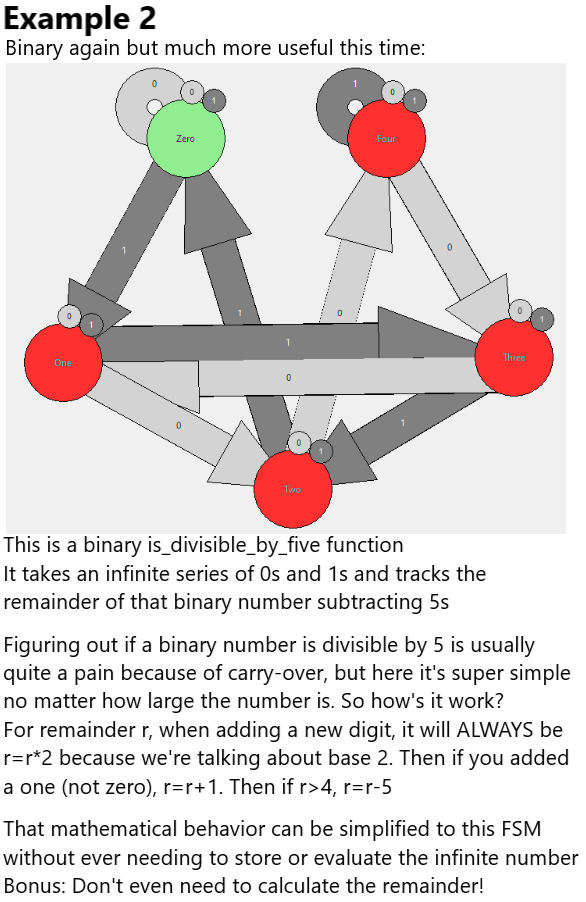 Example 2
Binary again but much more useful this time:
0
0
1
1
0
1
Zero
Four
1
0
0
1
0
1
1
0
0
1
One
Three
0
0
1
0
1
Two
This is a binary is_divisible_by_five function
It takes an infinite series of 0s and 1s and tracks the
remainder of that binary number subtracting 5s
Figuring out if a binary number is divisible by 5 is usually
quite a pain because of carry-over, but here it's super simple
no matter how large the number is. So how's it work?
For remainder r, when adding a new digit, it will ALWAYS be
r=r*2 because we're talking about base 2. Then if you added
a one (not zero), r=r+1. Then if r>4, r=r-5
That mathematical behavior can be simplified to this FSM
without ever needing to store or evaluate the infinite number
Bonus: Don't even need to calculate the remainder!